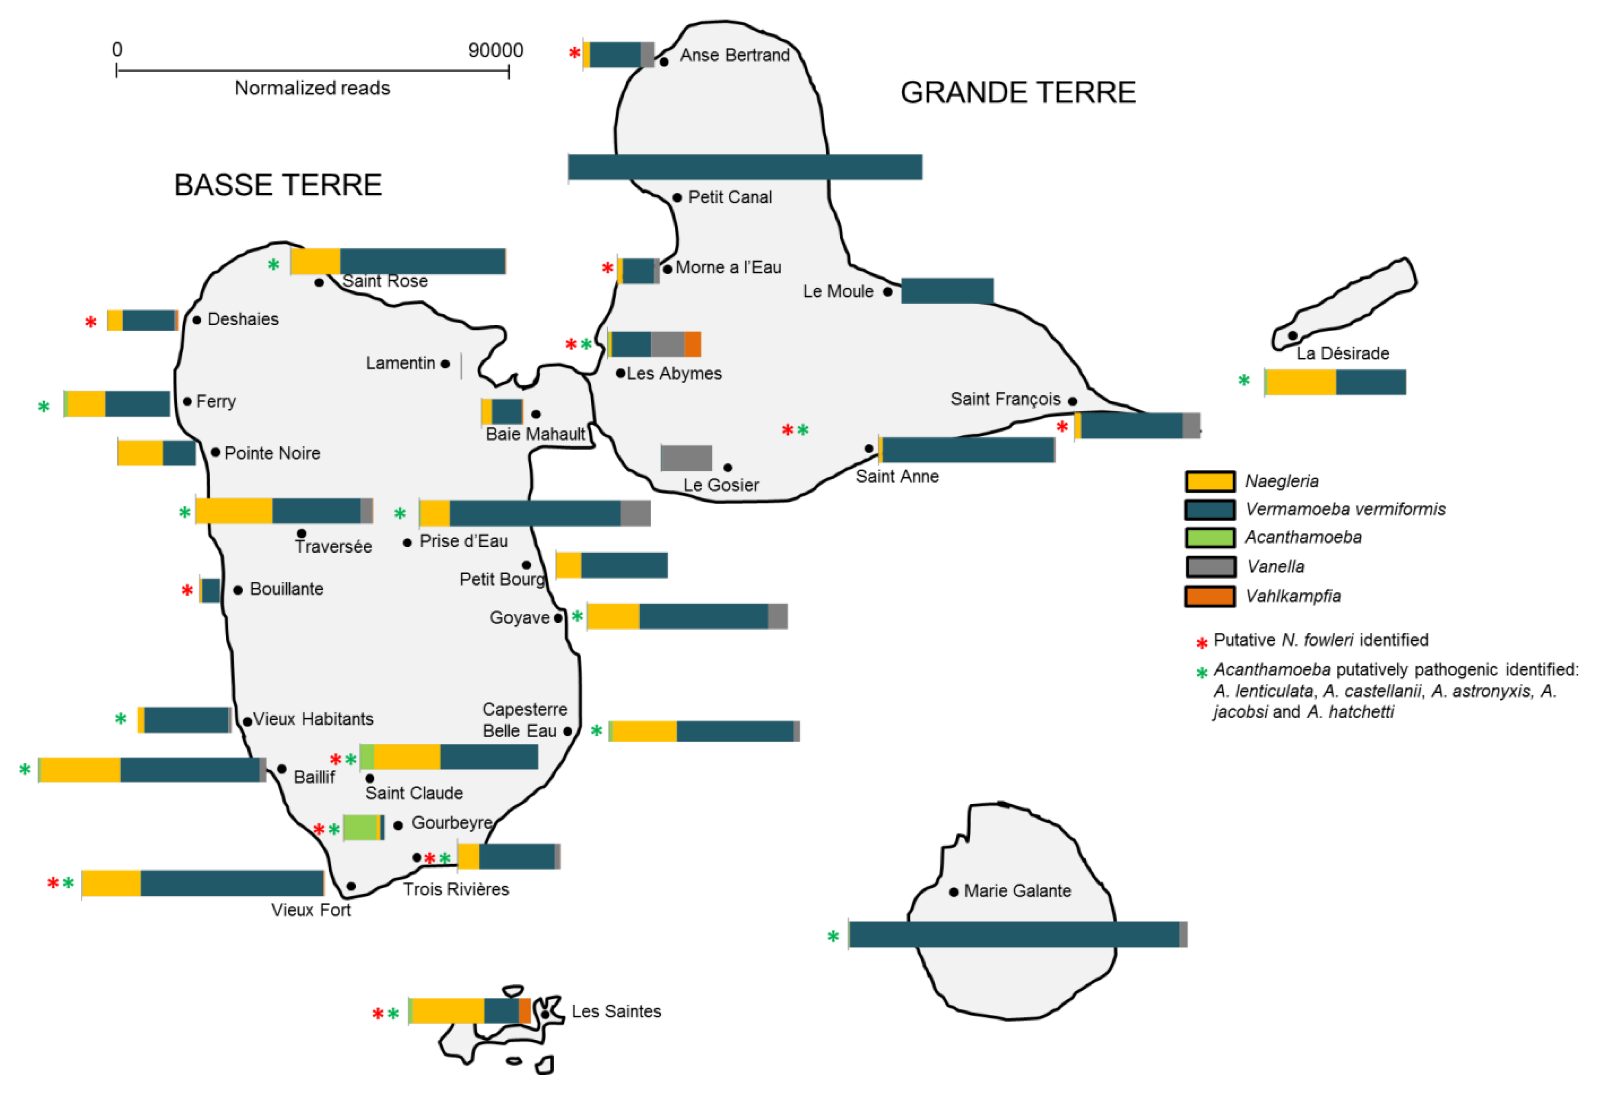 0
90000
Normalized reads
Anse Bertrand
GRANDE TERRE
BASSE TERRE
Petit Canal
Saint Rose
Morne a l'Eau
Le Moule
Deshaies
Lamentin
Les Abymes
La Désirade
Ferry
Baie Mahault
Saint François
Pointe Noire
Le Gosier
Saint Anne
Naegleria
Vermamoeba vermiformis
Acanthamoeba
Vanella
Vahlkampfia
Traversée
Prise d'Eau
Petit Bourg
Bouillante
Goyave
* Putative N. fowleri identified
* Acanthamoeba putatively pathogenic identified:
A. lenticulata, A. castellanii, A. astronyxis, A.
jacobsi and A. hatchetti
Vieux Habitants
Capesterre
Belle Eau
Baillif
Saint Claude
Gourbeyre
Trois Rivières
Vieux Fort
Marie Galante
Les Saintes